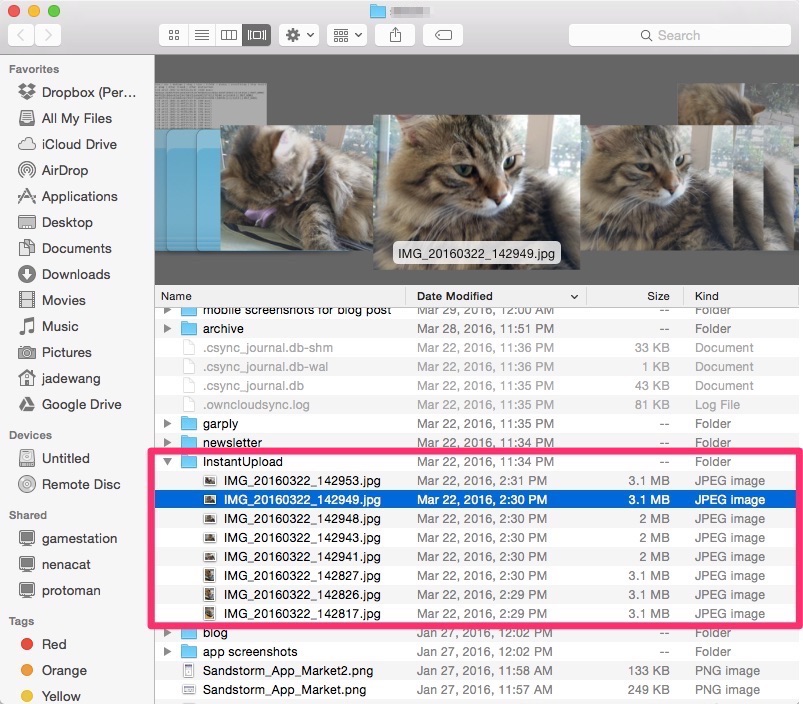 Search
Favorites
Dropbox (Per...
All My Files
iCloud Drive
AirDrop
Applications
Desktop
Documents
Downloads
Movies
Music
Pictures
jadewang
Google Drive
Devices
Untitled
Remote Disc
Shared
gamestation
nenacat
protoman
Tags
Red
Orange
Yellow
IMG_20160322_142949.jpg
Name Date Modified Size Kind
mobile screenshots for blog post Mar 29, 2016, 12:00 AM -- Folder
archive Mar 28, 2016, 11:51 PM -- Folder
.csync_journal.db-shm Mar 22, 2016, 11:36 PM 33 KB Document
.csync_journal.db-wal Mar 22, 2016, 11:36 PM 1 KB Document
.csync_journal.db Mar 22, 2016, 11:35 PM 43 KB Document
.owncloudsync.log Mar 22, 2016, 11:35 PM 81 KB Log File
garply Mar 22, 2016, 11:35 PM -- Folder
newsletter Mar 22, 2016, 11:34 PM -- Folder
InstantUpload Mar 22, 2016, 11:34 PM -- Folder
IMG_20160322_142953.jpg Mar 22, 2016, 2:31 PM 3.1 MB JPEG image
IMG_20160322_142949.jpg Mar 22, 2016, 2:30 PM 3.1 MB JPEG image
IMG_20160322_142948.jpg Mar 22, 2016, 2:30 PM 2 MB JPEG image
IMG_20160322_142943.jpg Mar 22, 2016, 2:30 PM 2 MB JPEG image
IMG_20160322_142941.jpg Mar 22, 2016, 2:30 PM 2 MB JPEG image
IMG_20160322_142827.jpg Mar 22, 2016, 2:30 PM 3.1 MB JPEG image
IMG_20160322_142826.jpg Mar 22, 2016, 2:29 PM 3.1 MB JPEG image
IMG_20160322_142817.jpg Mar 22, 2016, 2:29 PM 3.1 MB JPEG image
blog Jan 27, 2016, 12:02 PM -- Folder
app screenshots Jan 27, 2016, 12:02 PM -- Folder
Sandstorm_App_Market2.png Jan 27, 2016, 11:58 AM 133 KB PNG image
Sandstorm_App_Market.png Jan 27, 2016, 11:57 AM 249 KB PNG image